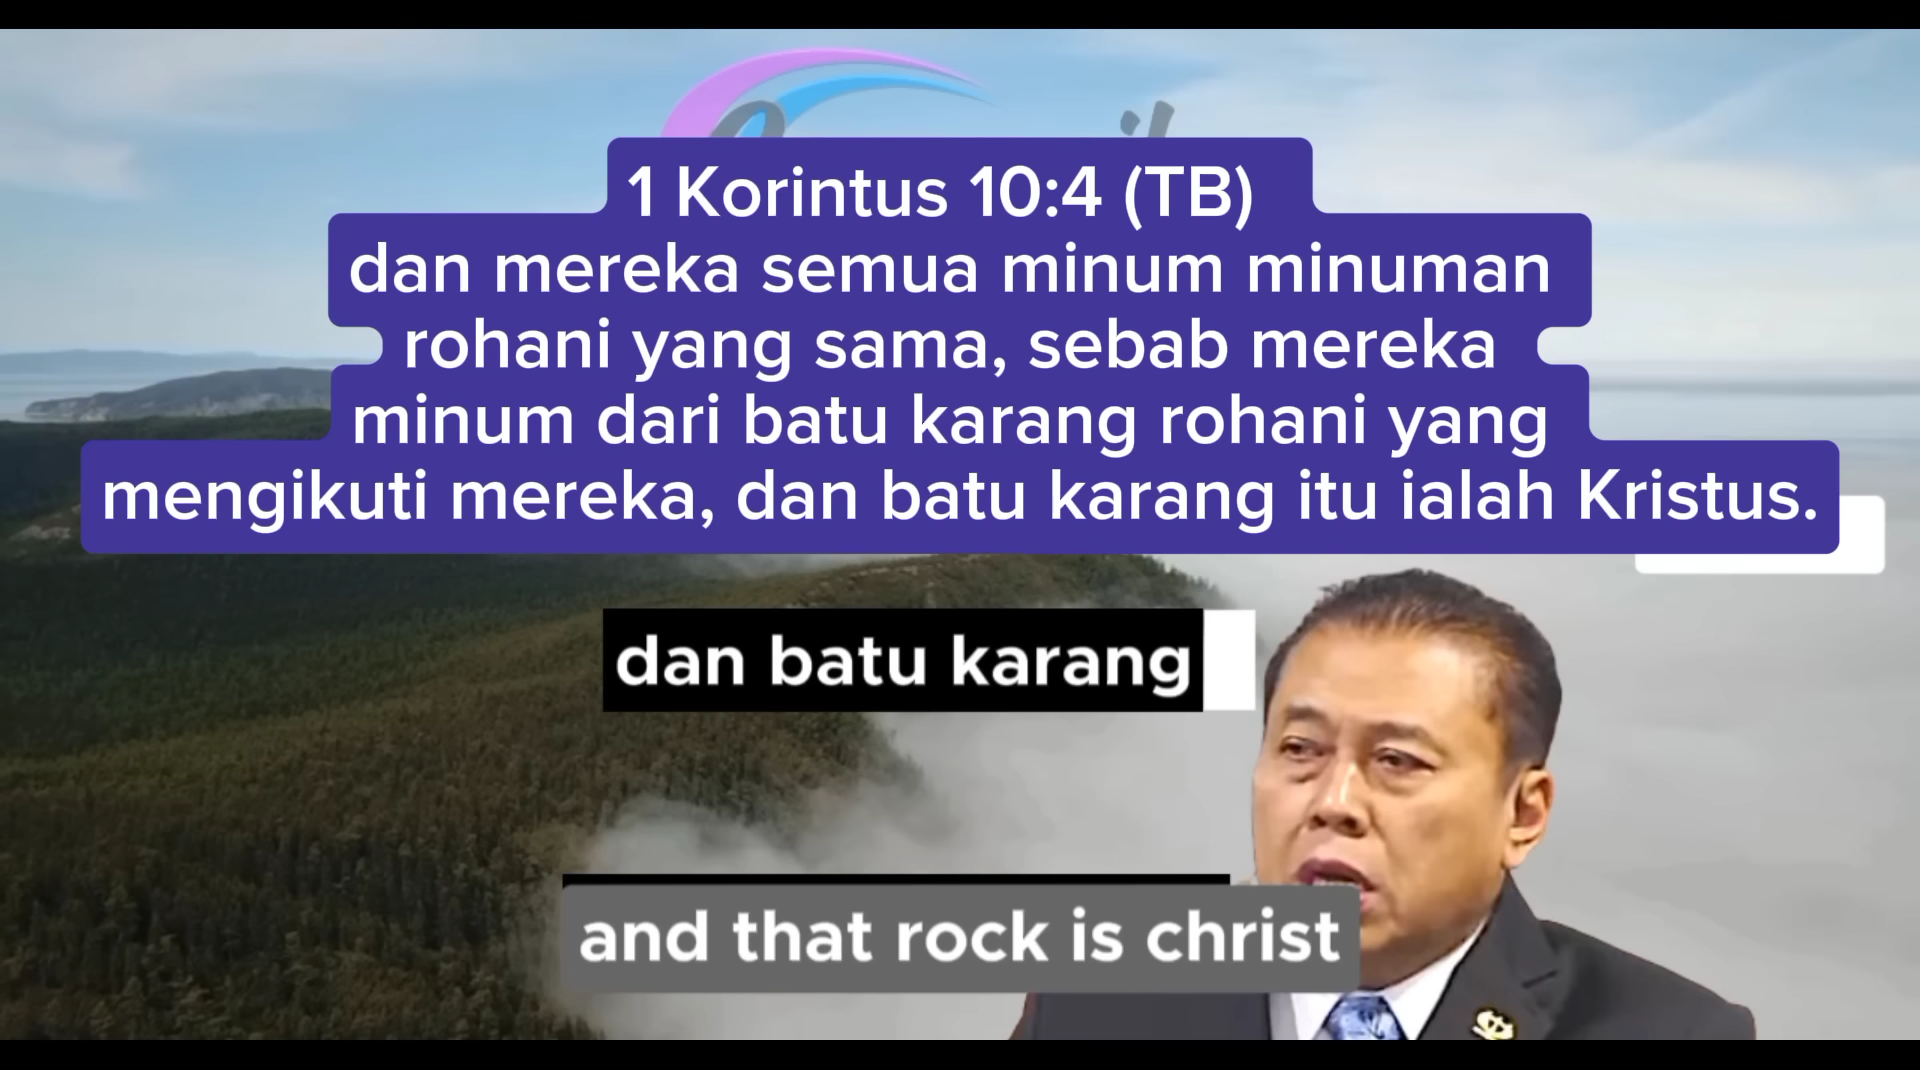 1 Korintus 10:4 (TB)
dan mereka semua minum minuman
rohani yang sama, sebab mereka
minum dari batu karang rohani yang
mengikuti mereka, dan batu karang itu ialah Kristus.
dan batu karang
and that rock is christ